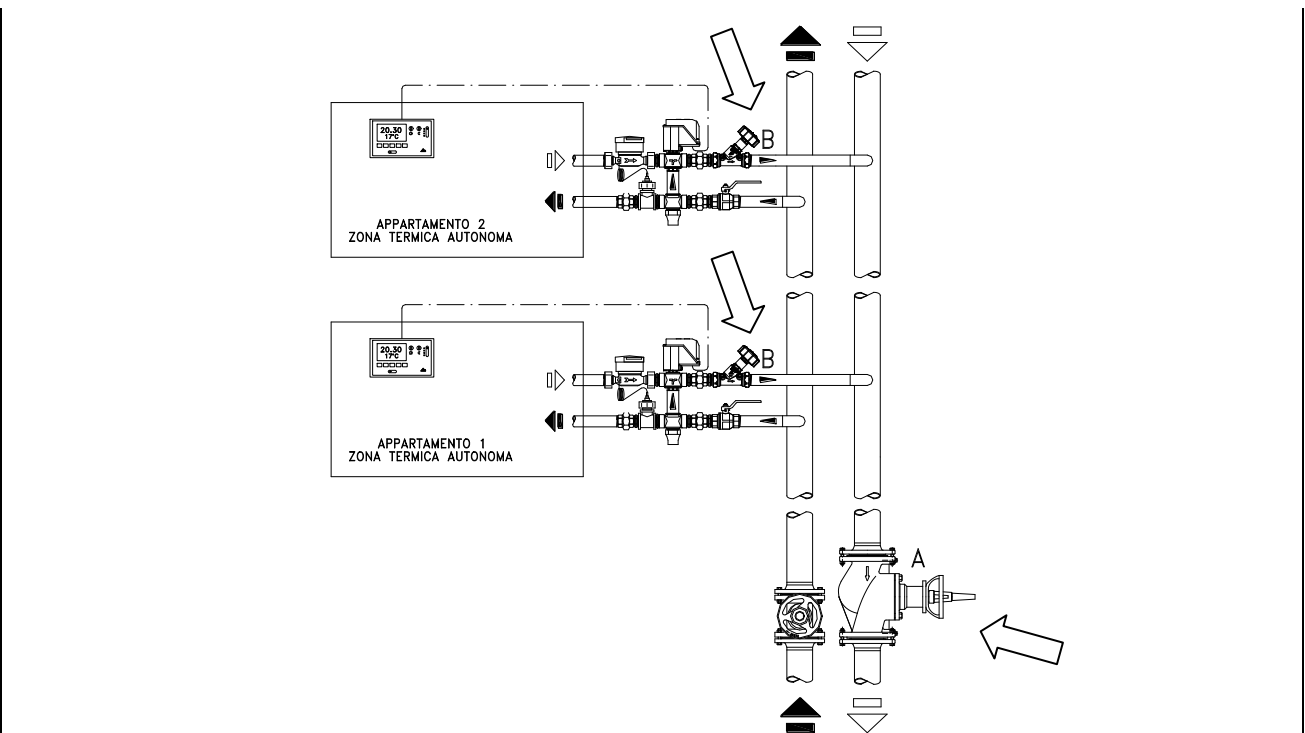 B
20.30
17°C
APPARTAMENTO 2
ZONA TERMICA AUTONOMA
B
20.30
17°C
APPARTAMENTO 1
ZONA TERMICA AUTONOMA
A